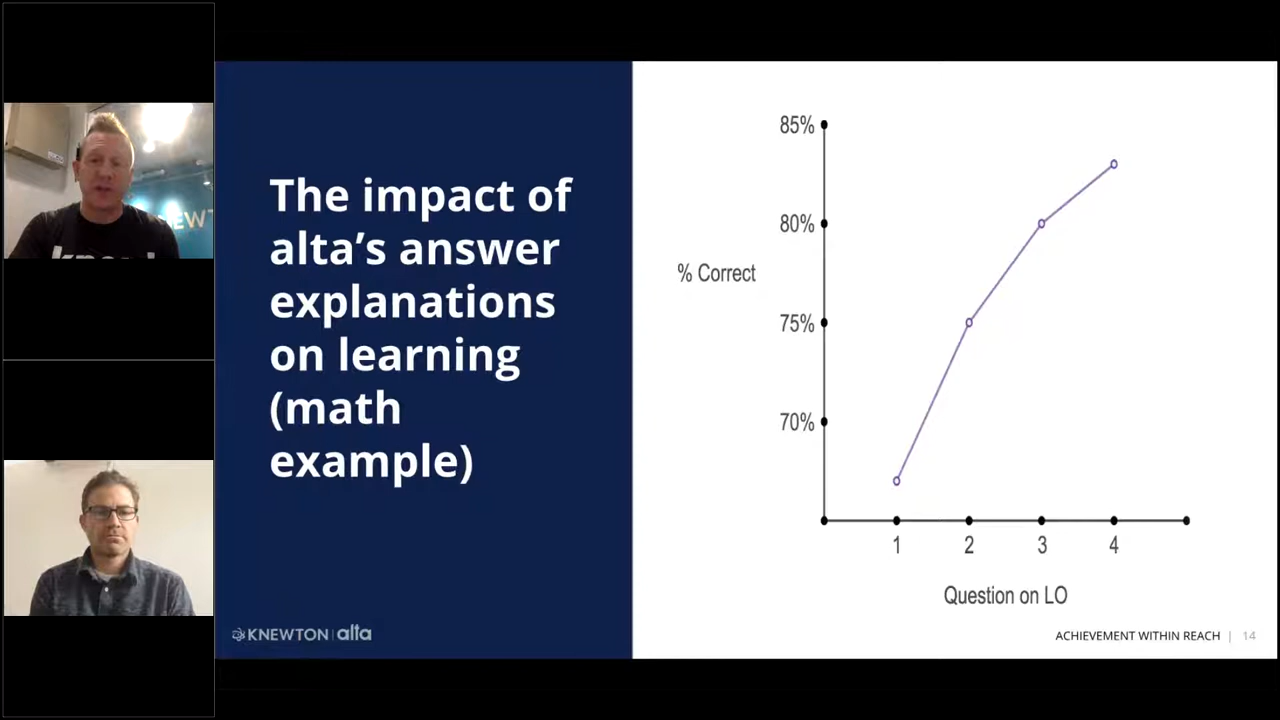 The impact of
alta’s answer
explanations
on learning
(math
example)
KNEWTON | alta
85%
80%
% Correct
75%
70%
1 2 3 4
Question on LO
ACHIEVEMENT WITHIN REACH | 14